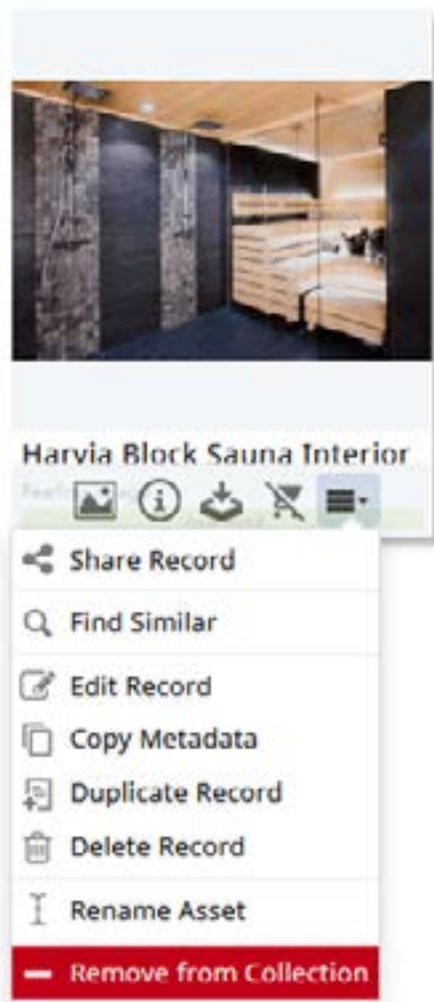 Harvia Block Sauna Interior
Share Record
Find Similar
Edit Record
Copy Metadata
Duplicate Record
Delete Record
Rename Asset
Remove from Collection